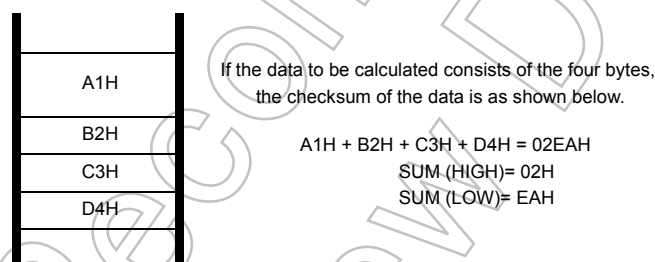 A1H
B2H
C3H
D4H
If the data to be calculated consists of the four bytes,
the checksum of the data is as shown below.
A1H + B2H + C3H + D4H = 02EAH
SUM (HIGH)= 02H
SUM (LOW)= EAH